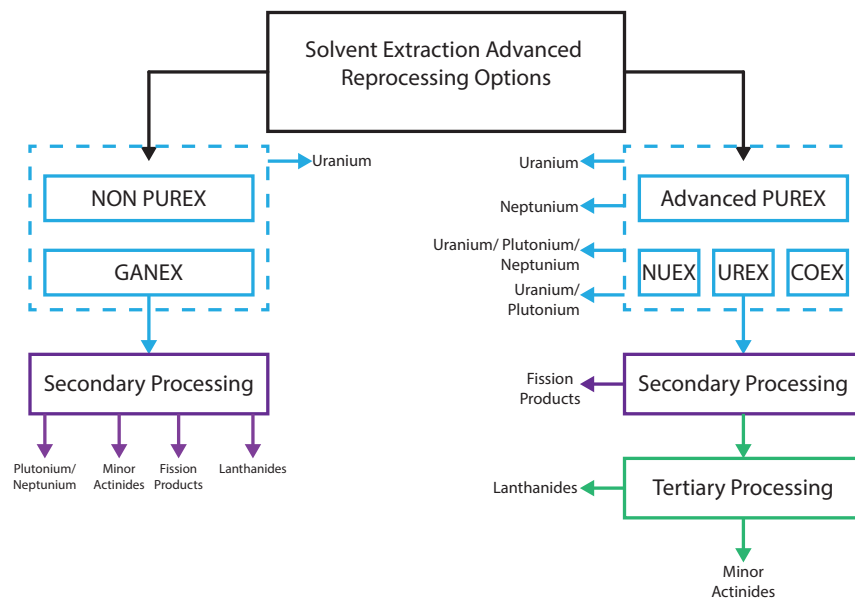 Solvent Extraction Advanced
Reprocessing Options
Uranium
NON PUREX
GANEX
Secondary Processing
Plutonium/
Neptunium
Minor
Actinides
Fission
Products
Lanthanides
Uranium
Neptunium
Uranium/ Plutonium/
Neptunium
Uranium/
Plutonium
Advanced PUREX
NUEX
UREX
COEX
Fission
Products
Secondary Processing
Lanthanides
Tertiary Processing
Minor
Actinides